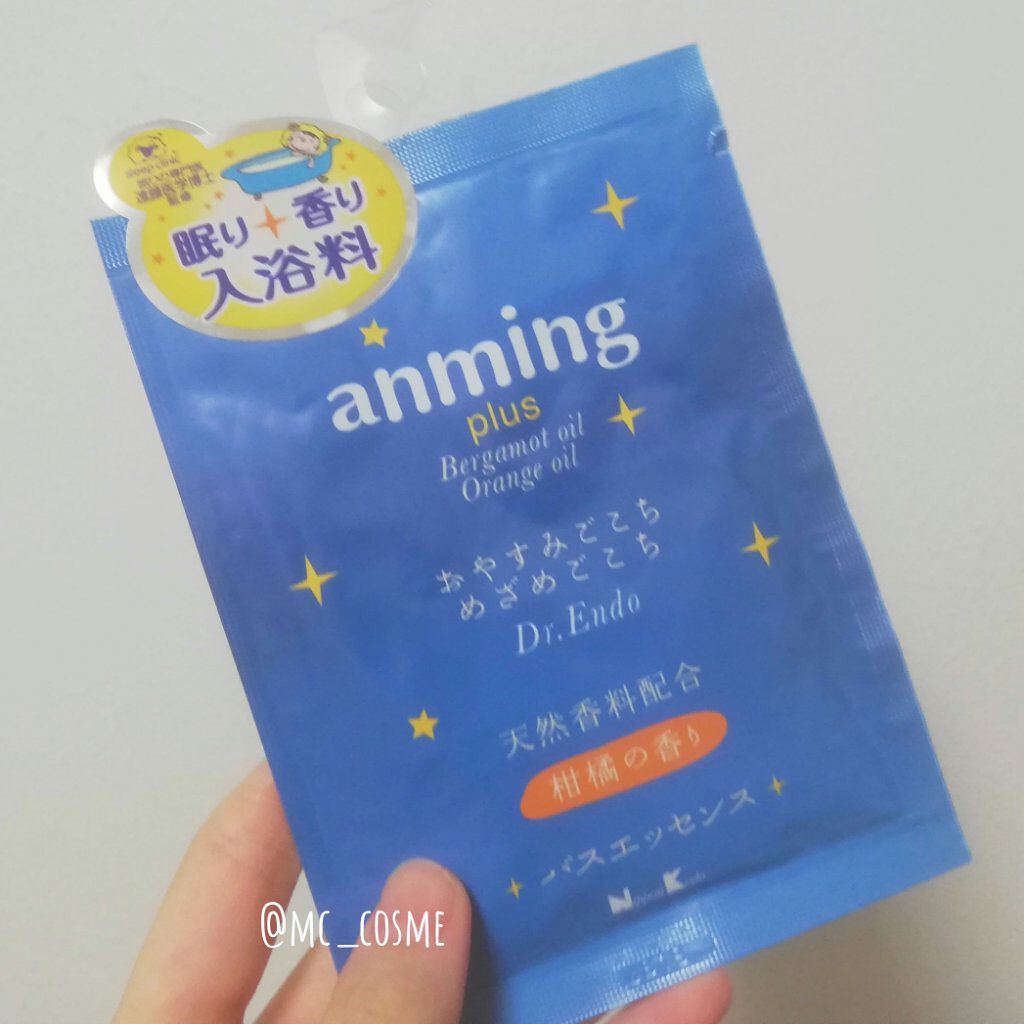 sleep clinic
眠り✦香り
入浴料
anming
plus
Bergamot oil
Orange oil
おやすみごこち
めざめごこち
Dr.Endo
天然香料配合
柑橘の香り
バスエッセンス
@MC_COSME